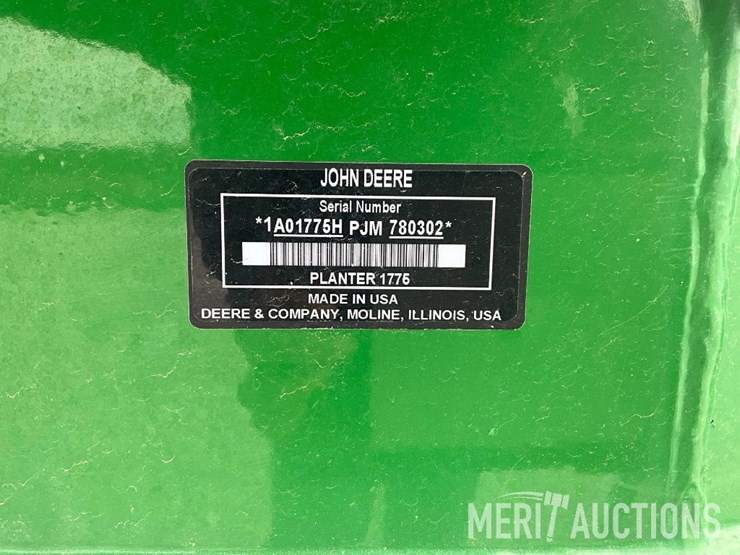 JOHN DEERE
Serial Number
*1A01775H PJM 780302*
PLANTER 1775
MADE IN USA
DEERE & COMPANY, MOLINE, ILLINOIS, USA
MERIT AUCTIONS